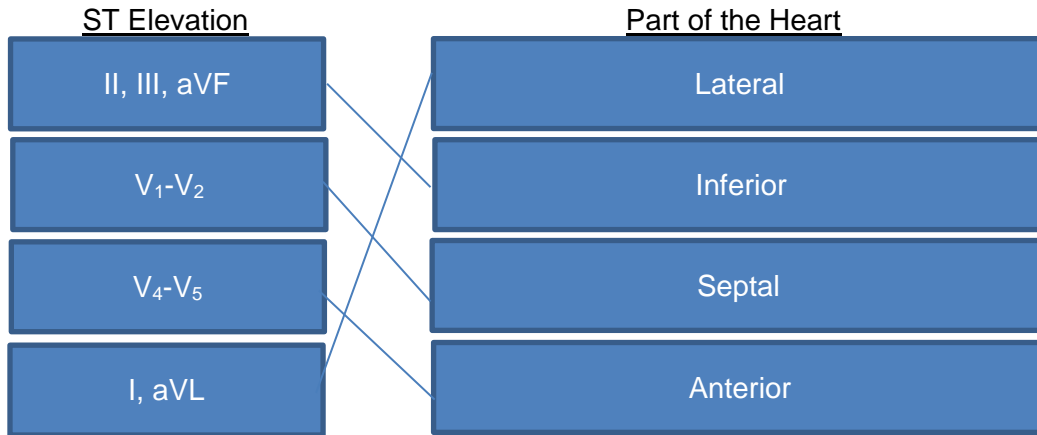 ST Elevation
Part of the Heart
II, III, aVF
Lateral
V₁-V₂
Inferior
V₄-V₅
Septal
I, aVL
Anterior